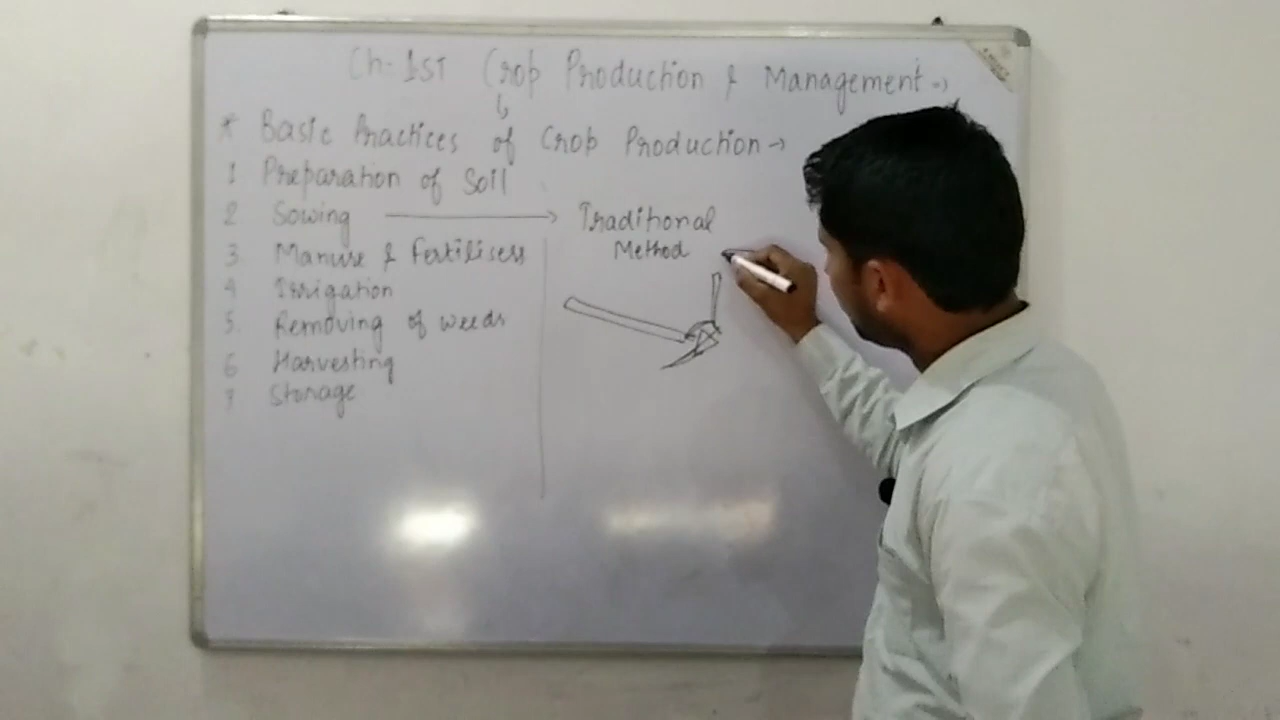 Ch-1st Crop Production & Management →
* Basic Practices of Crop Production →
1 Preparation of Soil
2 Sowing → Traditional Method
3 Manure & Fertilisers
4 Irrigation
5. Removing of weeds
6 Harvesting
7 Storage